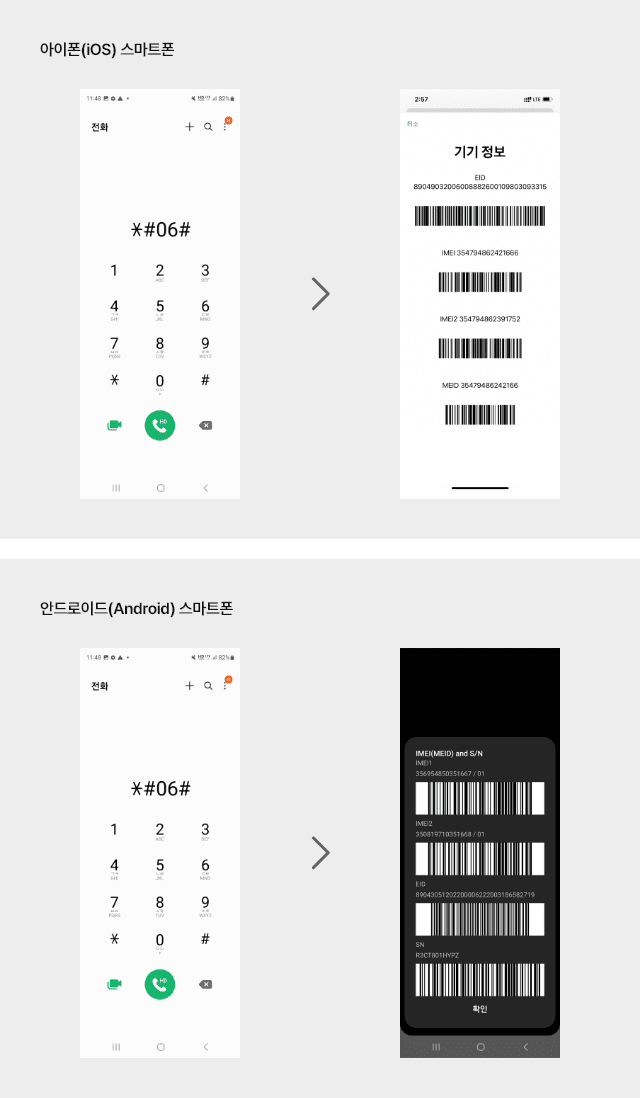 아이폰(iOS) 스마트폰
11:48
82%
전화
N
*#06#
1
2
ABC
3
DEF
4
GHI
5
JKL
6
MNO
7
PQRS
8
TUV
9
WXYZ
*
0
+
#
HD
2:57
LTE
취소
기기 정보
EID
89049032006008882600109803093315
IMEI 354794862421666
IMEI2 354794862391752
MEID 35479486242166
안드로이드(Android) 스마트폰
11:48
82%
전화
N
*#06#
1
2
ABC
3
DEF
4
GHI
5
JKL
6
MNO
7
PQRS
8
TUV
9
WXYZ
*
0
+
#
HD
IMEI(MEID) and S/N
IMEI1
356954850351667 / 01
IMEI2
350819710351668 / 01
EID
89043051202200006222003186582719
SN
R3CT801HYPZ
확인